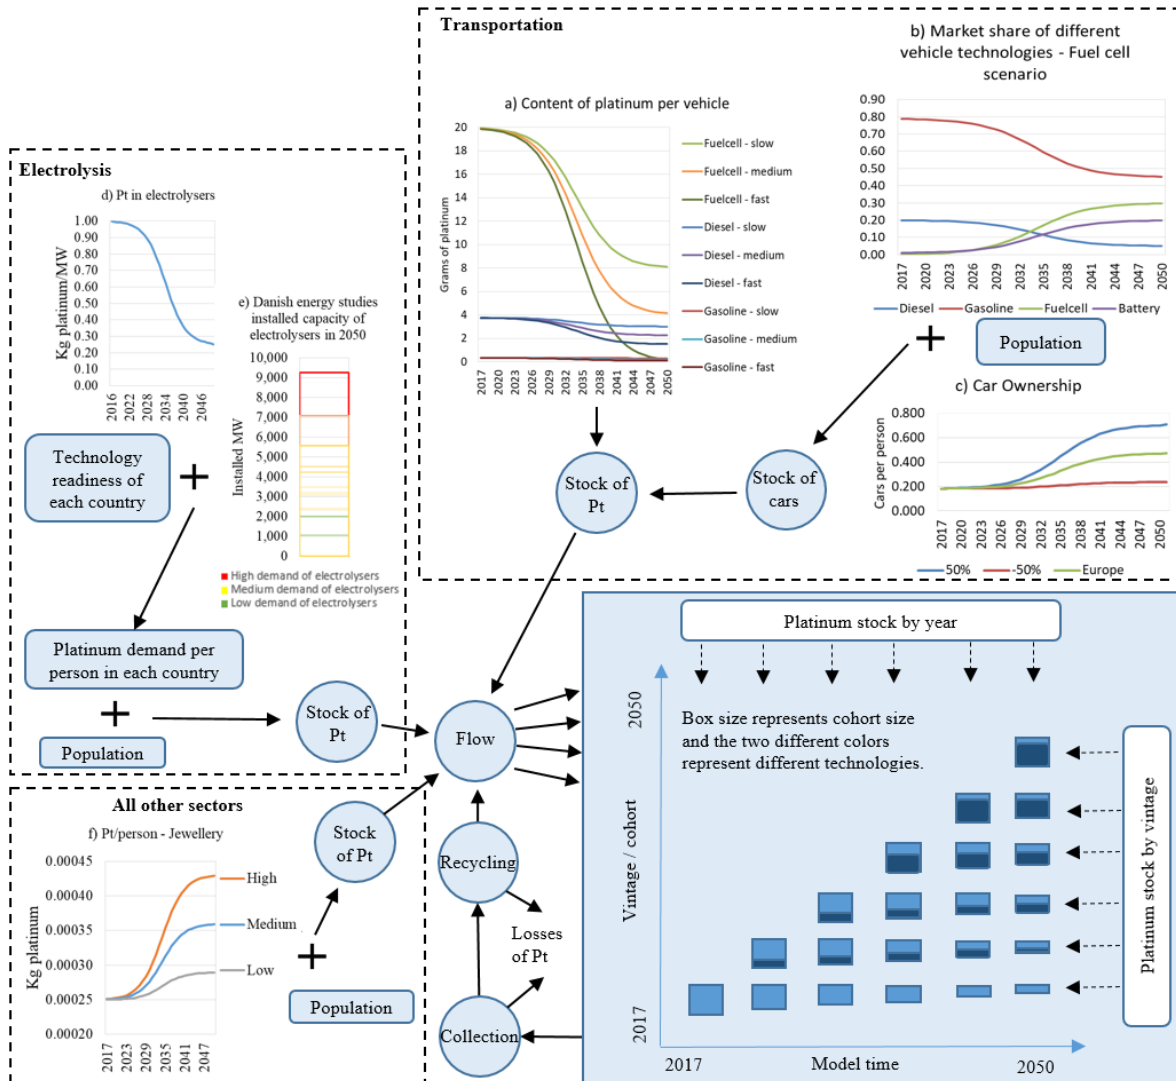 Transportation
a) Content of platinum per vehicle
Grams of platinum
20
18
16
14
12
10
8
6
4
2
0
2017
2020
2023
2026
2029
2032
2035
2038
2041
2044
2047
2050
Fuelcell - slow
Fuelcell - medium
Fuelcell - fast
Diesel - slow
Diesel - medium
Diesel - fast
Gasoline - slow
Gasoline - medium
Gasoline - fast
b) Market share of different
vehicle technologies - Fuel cell
scenario
0.90
0.80
0.70
0.60
0.50
0.40
0.30
0.20
0.10
0.00
2017
2020
2023
2026
2029
2032
2035
2038
2041
2044
2047
2050
Diesel Gasoline Fuelcell Battery
+
Population
c) Car Ownership
Cars per person
0.800
0.600
0.400
0.200
0.000
2017
2020
2023
2026
2029
2032
2035
2038
2041
2044
2047
2050
50% -50% Europe
Stock of
Pt
Stock of
cars
Electrolysis
d) Pt in electrolysers
Kg platinum/MW
1.00
0.90
0.80
0.70
0.60
0.50
0.40
0.30
0.20
0.10
0.00
2016
2022
2028
2034
2040
2046
e) Danish energy studies
installed capacity of
electrolysers in 2050
Installed MW
10,000
9,000
8,000
7,000
6,000
5,000
4,000
3,000
2,000
1,000
0
High demand of electrolysers
Medium demand of electrolysers
Low demand of electrolysers
Technology
readiness of
each country
+
Platinum demand per
person in each country
+
Population
Stock of
Pt
Flow
All other sectors
f) Pt/person - Jewellery
Kg platinum
0.00045
0.00040
0.00035
0.00030
0.00025
0.00020
2017
2023
2029
2035
2041
2047
High
Medium
Low
+
Population
Stock
of Pt
Recycling
Losses
of Pt
Collection
Platinum stock by year
Box size represents cohort size
and the two different colors
represent different technologies.
Vintage / cohort
2050
2017
2017
Model time
2050
Platinum stock by vintage